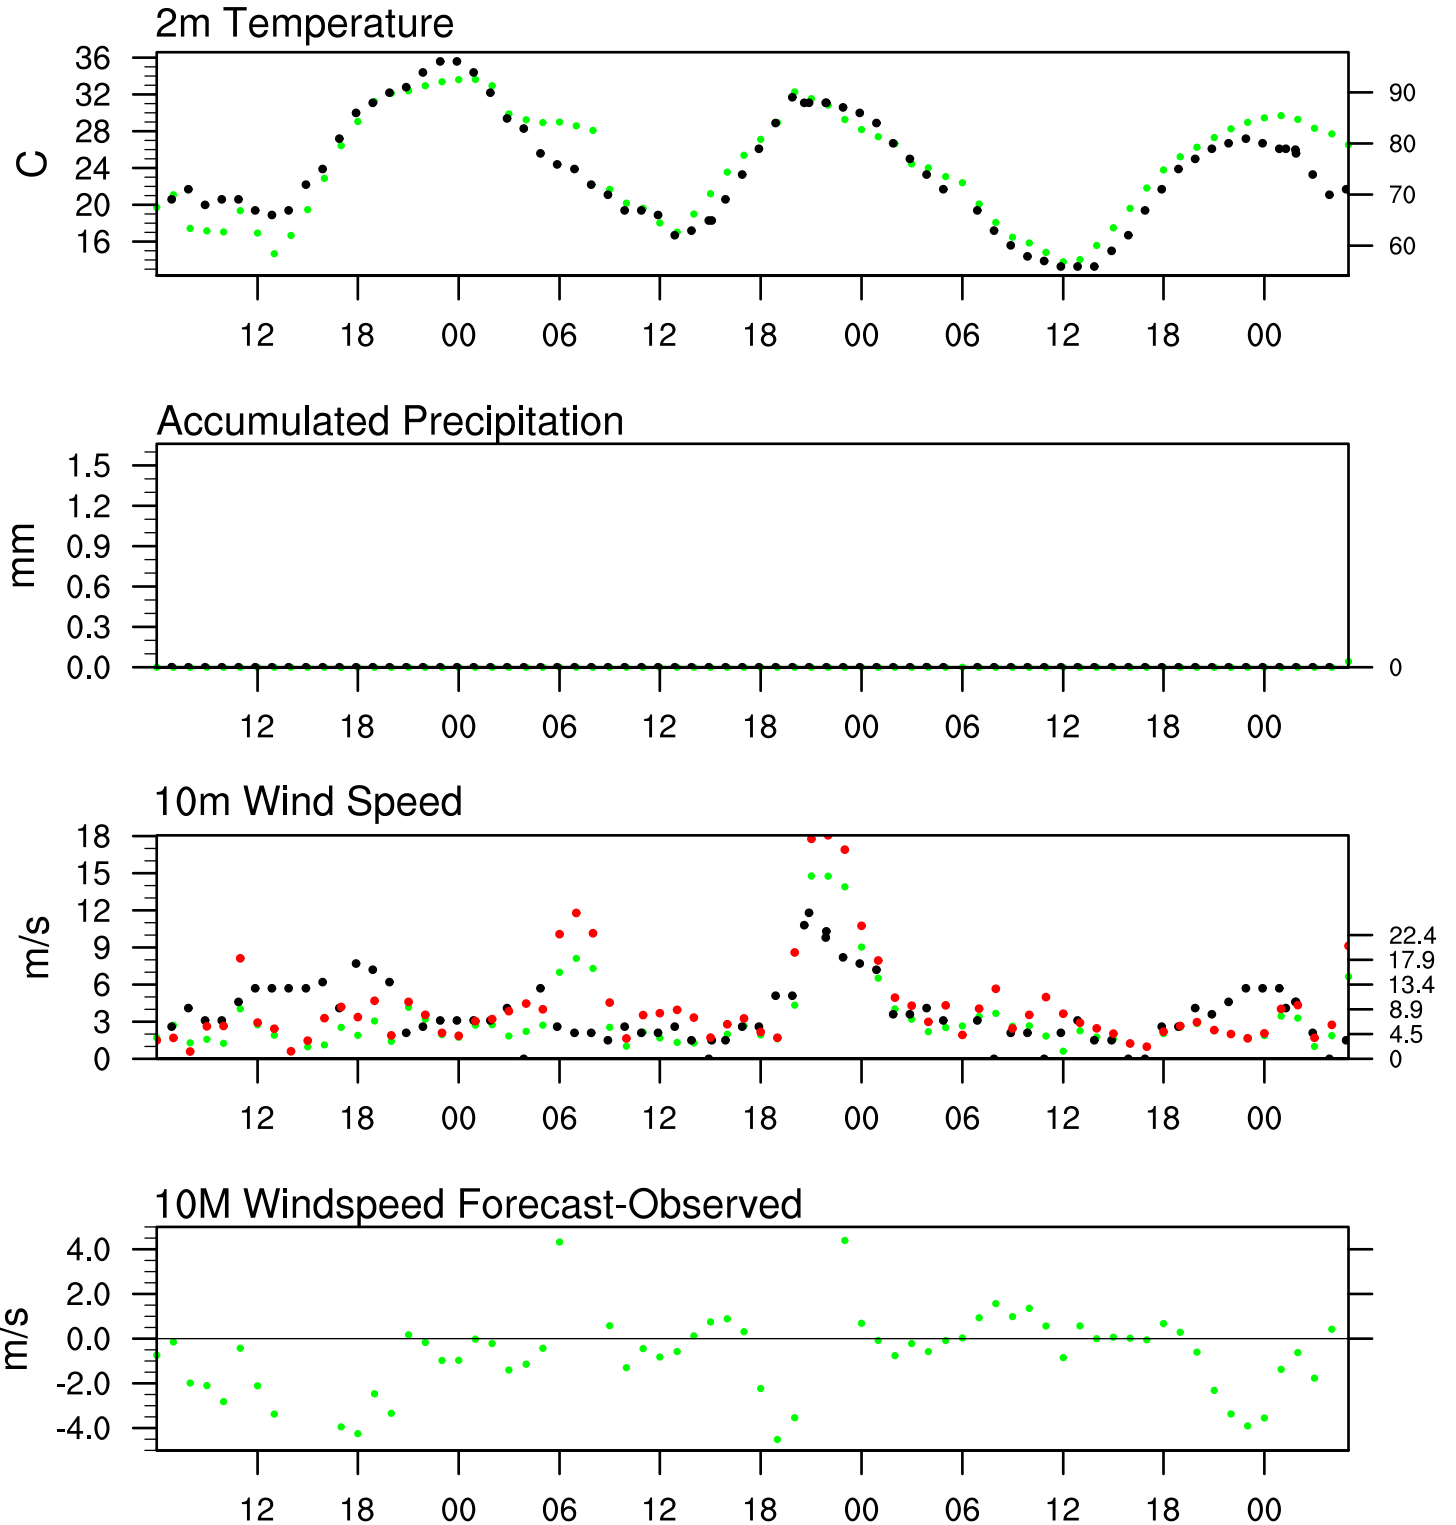 2m Temperature
36
32
28
24
20
16
C
90
80
70
60
12 18 00 06 12 18 00 06 12 18 00
Accumulated Precipitation
1.5
1.2
0.9
0.6
0.3
0.0
mm
0
12 18 00 06 12 18 00 06 12 18 00
10m Wind Speed
18
15
12
9
6
3
0
m/s
22.4
17.9
13.4
8.9
4.5
0
12 18 00 06 12 18 00 06 12 18 00
10M Windspeed Forecast-Observed
4.0
2.0
0.0
-2.0
-4.0
m/s
12 18 00 06 12 18 00 06 12 18 00